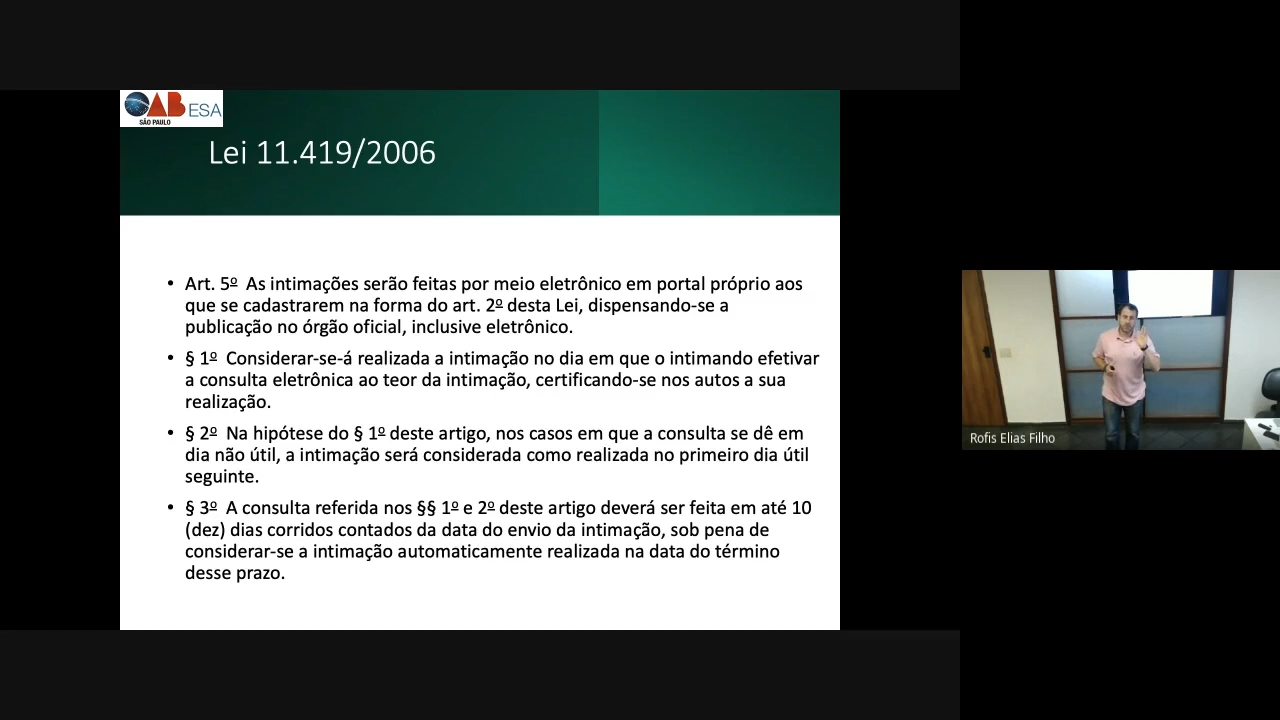 OAB ESA
SÃO PAULO
Lei 11.419/2006
• Art. 5º  As intimações serão feitas por meio eletrônico em portal próprio aos
que se cadastrarem na forma do art. 2º desta Lei, dispensando-se a
publicação no órgão oficial, inclusive eletrônico.
• § 1º  Considerar-se-á realizada a intimação no dia em que o intimando efetivar
a consulta eletrônica ao teor da intimação, certificando-se nos autos a sua
realização.
• § 2º  Na hipótese do § 1º deste artigo, nos casos em que a consulta se dê em
dia não útil, a intimação será considerada como realizada no primeiro dia útil
seguinte.
• § 3º  A consulta referida nos §§ 1º e 2º deste artigo deverá ser feita em até 10
(dez) dias corridos contados da data do envio da intimação, sob pena de
considerar-se a intimação automaticamente realizada na data do término
desse prazo.
Rofis Elias Filho